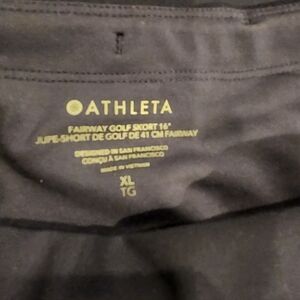 ATHLETA
FAIRWAY GOLF SKORT 16"
JUPE-SHORT DE GOLF DE 41 CM FAIRWAY
DESIGNED IN SAN FRANCISCO
CONÇU À SAN FRANCISCO
MADE IN VIETNAM
XL
TG